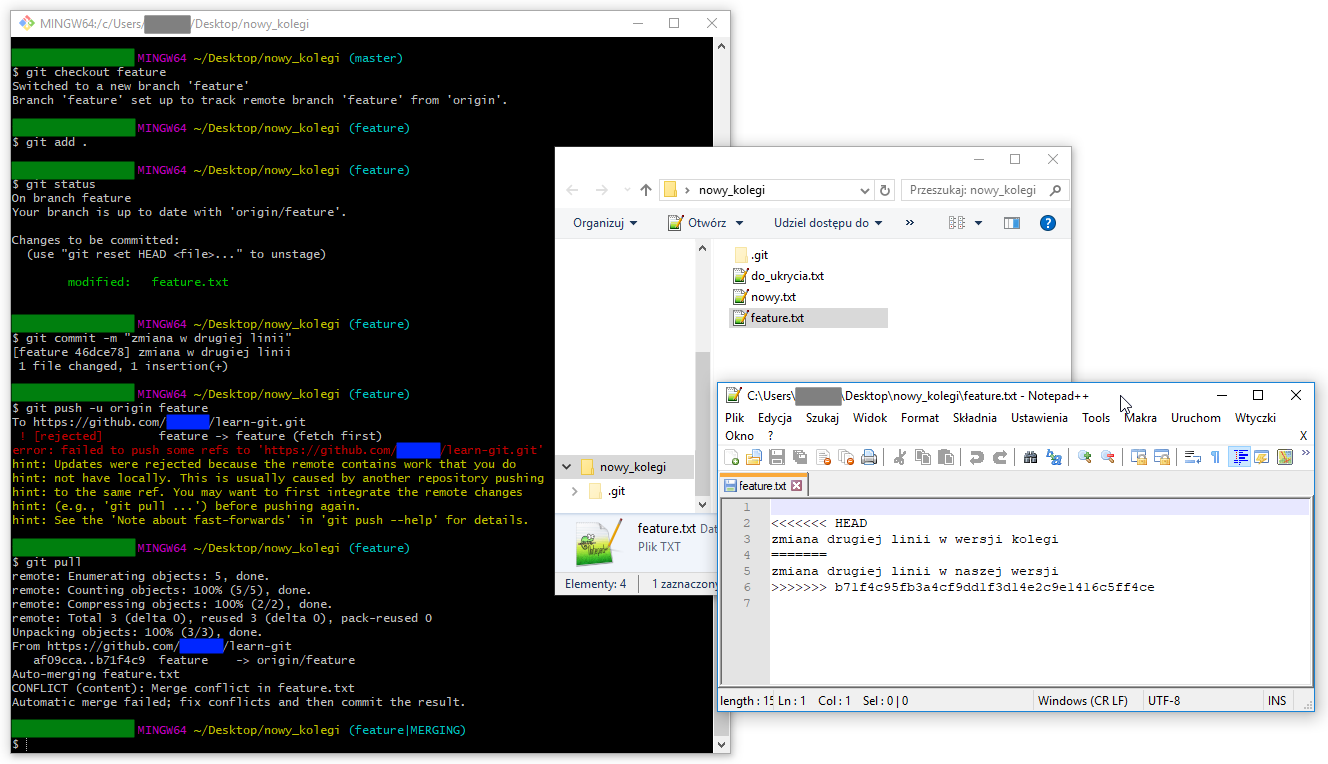 MINGW64:/c/Users/ /Desktop/nowy_kolegi
MINGW64 ~/Desktop/nowy_kolegi (master)
$ git checkout feature
Switched to a new branch 'feature'
Branch 'feature' set up to track remote branch 'feature' from 'origin'.
MINGW64 ~/Desktop/nowy_kolegi (feature)
$ git add .
MINGW64 ~/Desktop/nowy_kolegi (feature)
$ git status
On branch feature
Your branch is up to date with 'origin/feature'.
Changes to be committed:
(use "git reset HEAD <file>..." to unstage)
modified: feature.txt
MINGW64 ~/Desktop/nowy_kolegi (feature)
$ git commit -m "zmiana w drugiej linii"
[feature 46dce78] zmiana w drugiej linii
1 file changed, 1 insertion(+)
MINGW64 ~/Desktop/nowy_kolegi (feature)
$ git push -u origin feature
To https://github.com/ /learn-git.git
! [rejected] feature -> feature (fetch first)
error: failed to push some refs to 'https://github.com/ /learn-git.git'
hint: Updates were rejected because the remote contains work that you do
hint: not have locally. This is usually caused by another repository pushing
hint: to the same ref. You may want to first integrate the remote changes
hint: (e.g., 'git pull ...') before pushing again.
hint: See the 'Note about fast-forwards' in 'git push --help' for details.
MINGW64 ~/Desktop/nowy_kolegi (feature)
$ git pull
remote: Enumerating objects: 5, done.
remote: Counting objects: 100% (5/5), done.
remote: Compressing objects: 100% (2/2), done.
remote: Total 3 (delta 0), reused 3 (delta 0), pack-reused 0
Unpacking objects: 100% (3/3), done.
From https://github.com/ /learn-git
af09cca..b71f4c9 feature -> origin/feature
Auto-merging feature.txt
CONFLICT (content): Merge conflict in feature.txt
Automatic merge failed; fix conflicts and then commit the result.
MINGW64 ~/Desktop/nowy_kolegi (feature|MERGING)
$
nowy_kolegi
Przeszukaj: nowy_kolegi
Organizuj
Otwórz
Udziel dostępu do
»
?
.git
do_ukrycia.txt
nowy.txt
feature.txt
nowy_kolegi
.git
feature.txt Dat
Plik TXT
Elementy: 4
1 zaznaczony
C:\Users\ \Desktop\nowy_kolegi\feature.txt - Notepad++
Plik Edycja Szukaj Widok Format Składnia Ustawienia Tools Makra Uruchom Wtyczki
Okno ? X
feature.txt
1
2 <<<<<<< HEAD
3 zmiana drugiej linii w wersji kolegi
4 =======
5 zmiana drugiej linii w naszej wersji
6 >>>>>>> b71f4c95fb3a4cf9dd1f3d14e2c9e1416c5ff4ce
7
length : 15 Ln : 1 Col : 1 Sel : 0 | 0 Windows (CR LF) UTF-8 INS